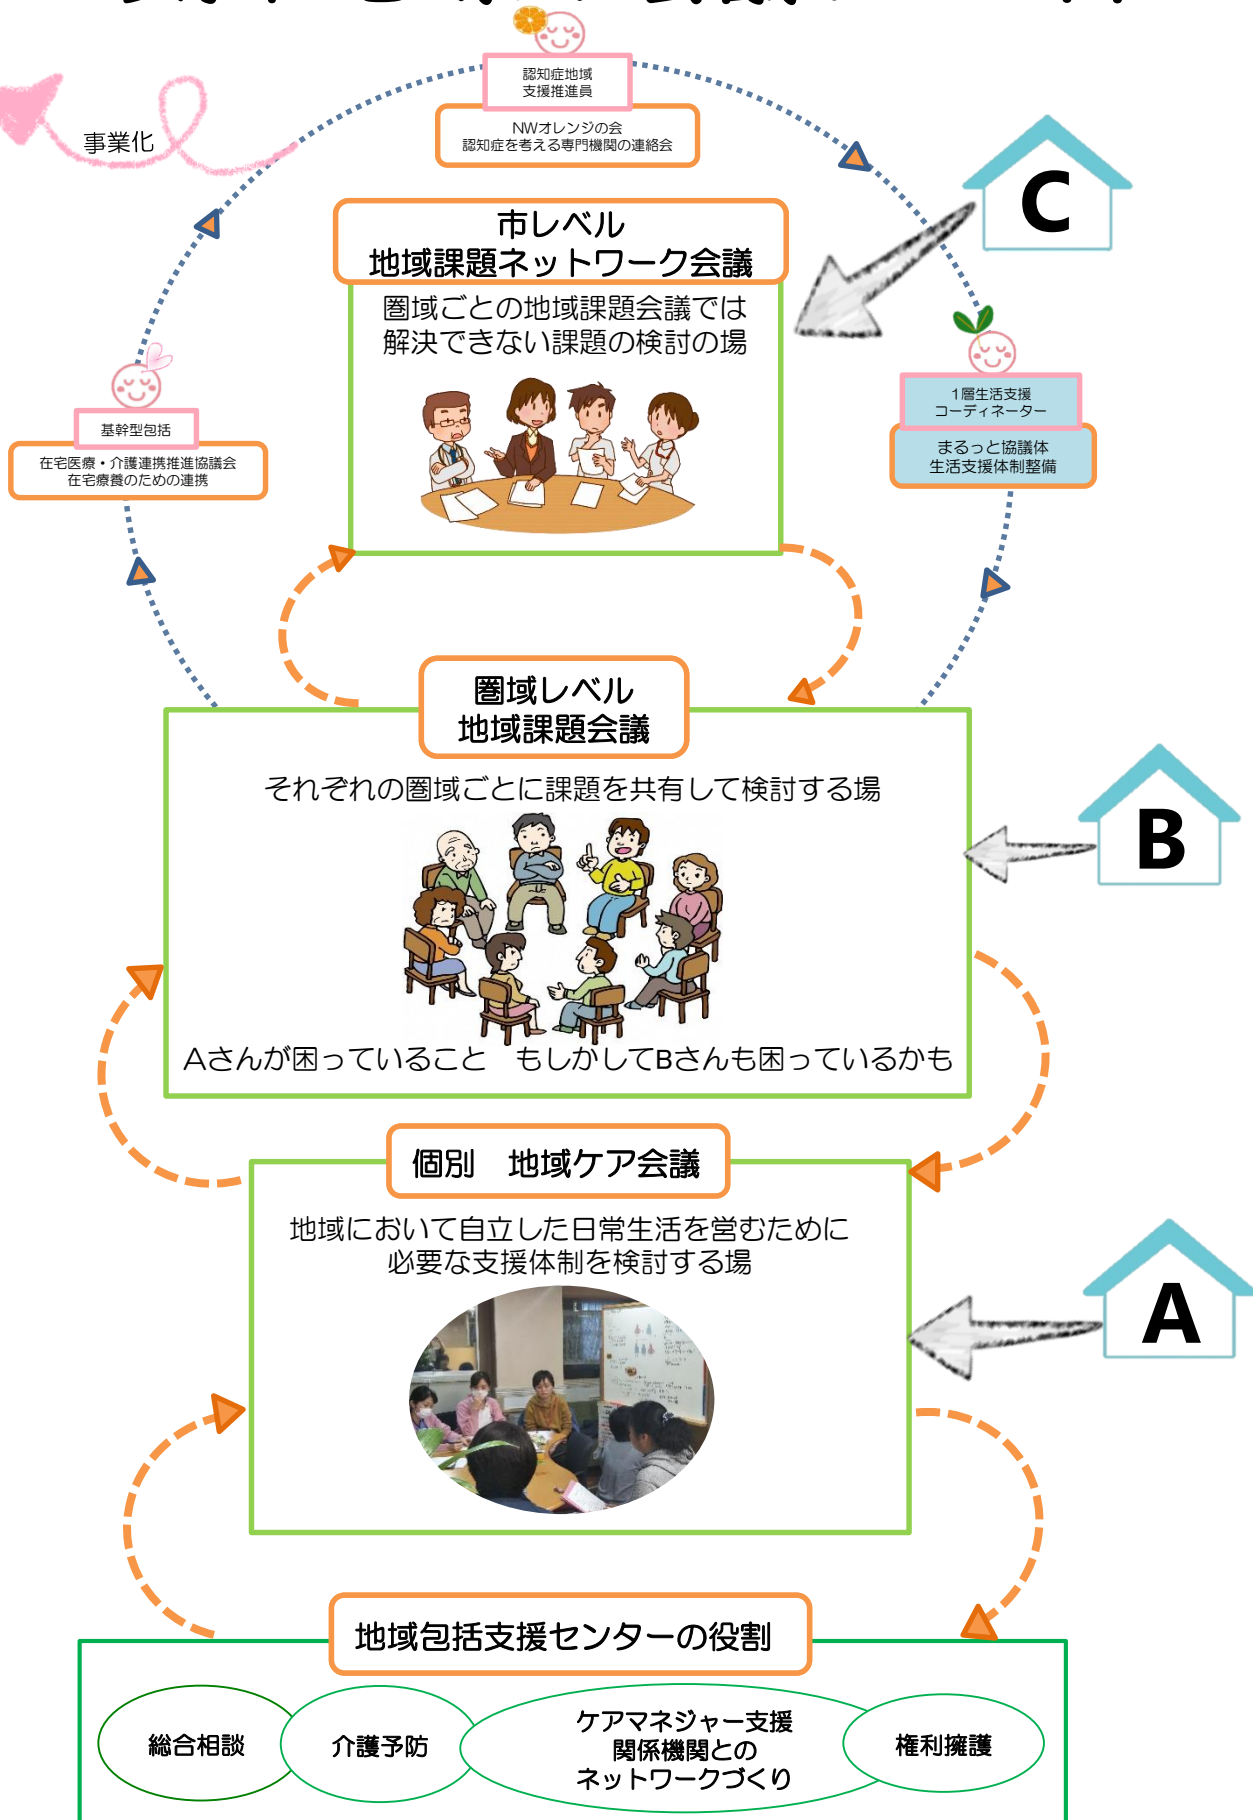 認知症地域
支援推進員
NWオレンジの会
認知症を考える専門機関の連絡会
事業化
C
市レベル
地域課題ネットワーク会議
圏域ごとの地域課題会議では
解決できない課題の検討の場
基幹型包括
在宅医療・介護連携推進協議会
在宅療養のための連携
1層生活支援
コーディネーター
まるっと協議体
生活支援体制整備
圏域レベル
地域課題会議
それぞれの圏域ごとに課題を共有して検討する場
B
Aさんが困っていること　もしかしてBさんも困っているかも
個別　地域ケア会議
地域において自立した日常生活を営むために
必要な支援体制を検討する場
A
地域包括支援センターの役割
総合相談
介護予防
ケアマネジャー支援
関係機関との
ネットワークづくり
権利擁護